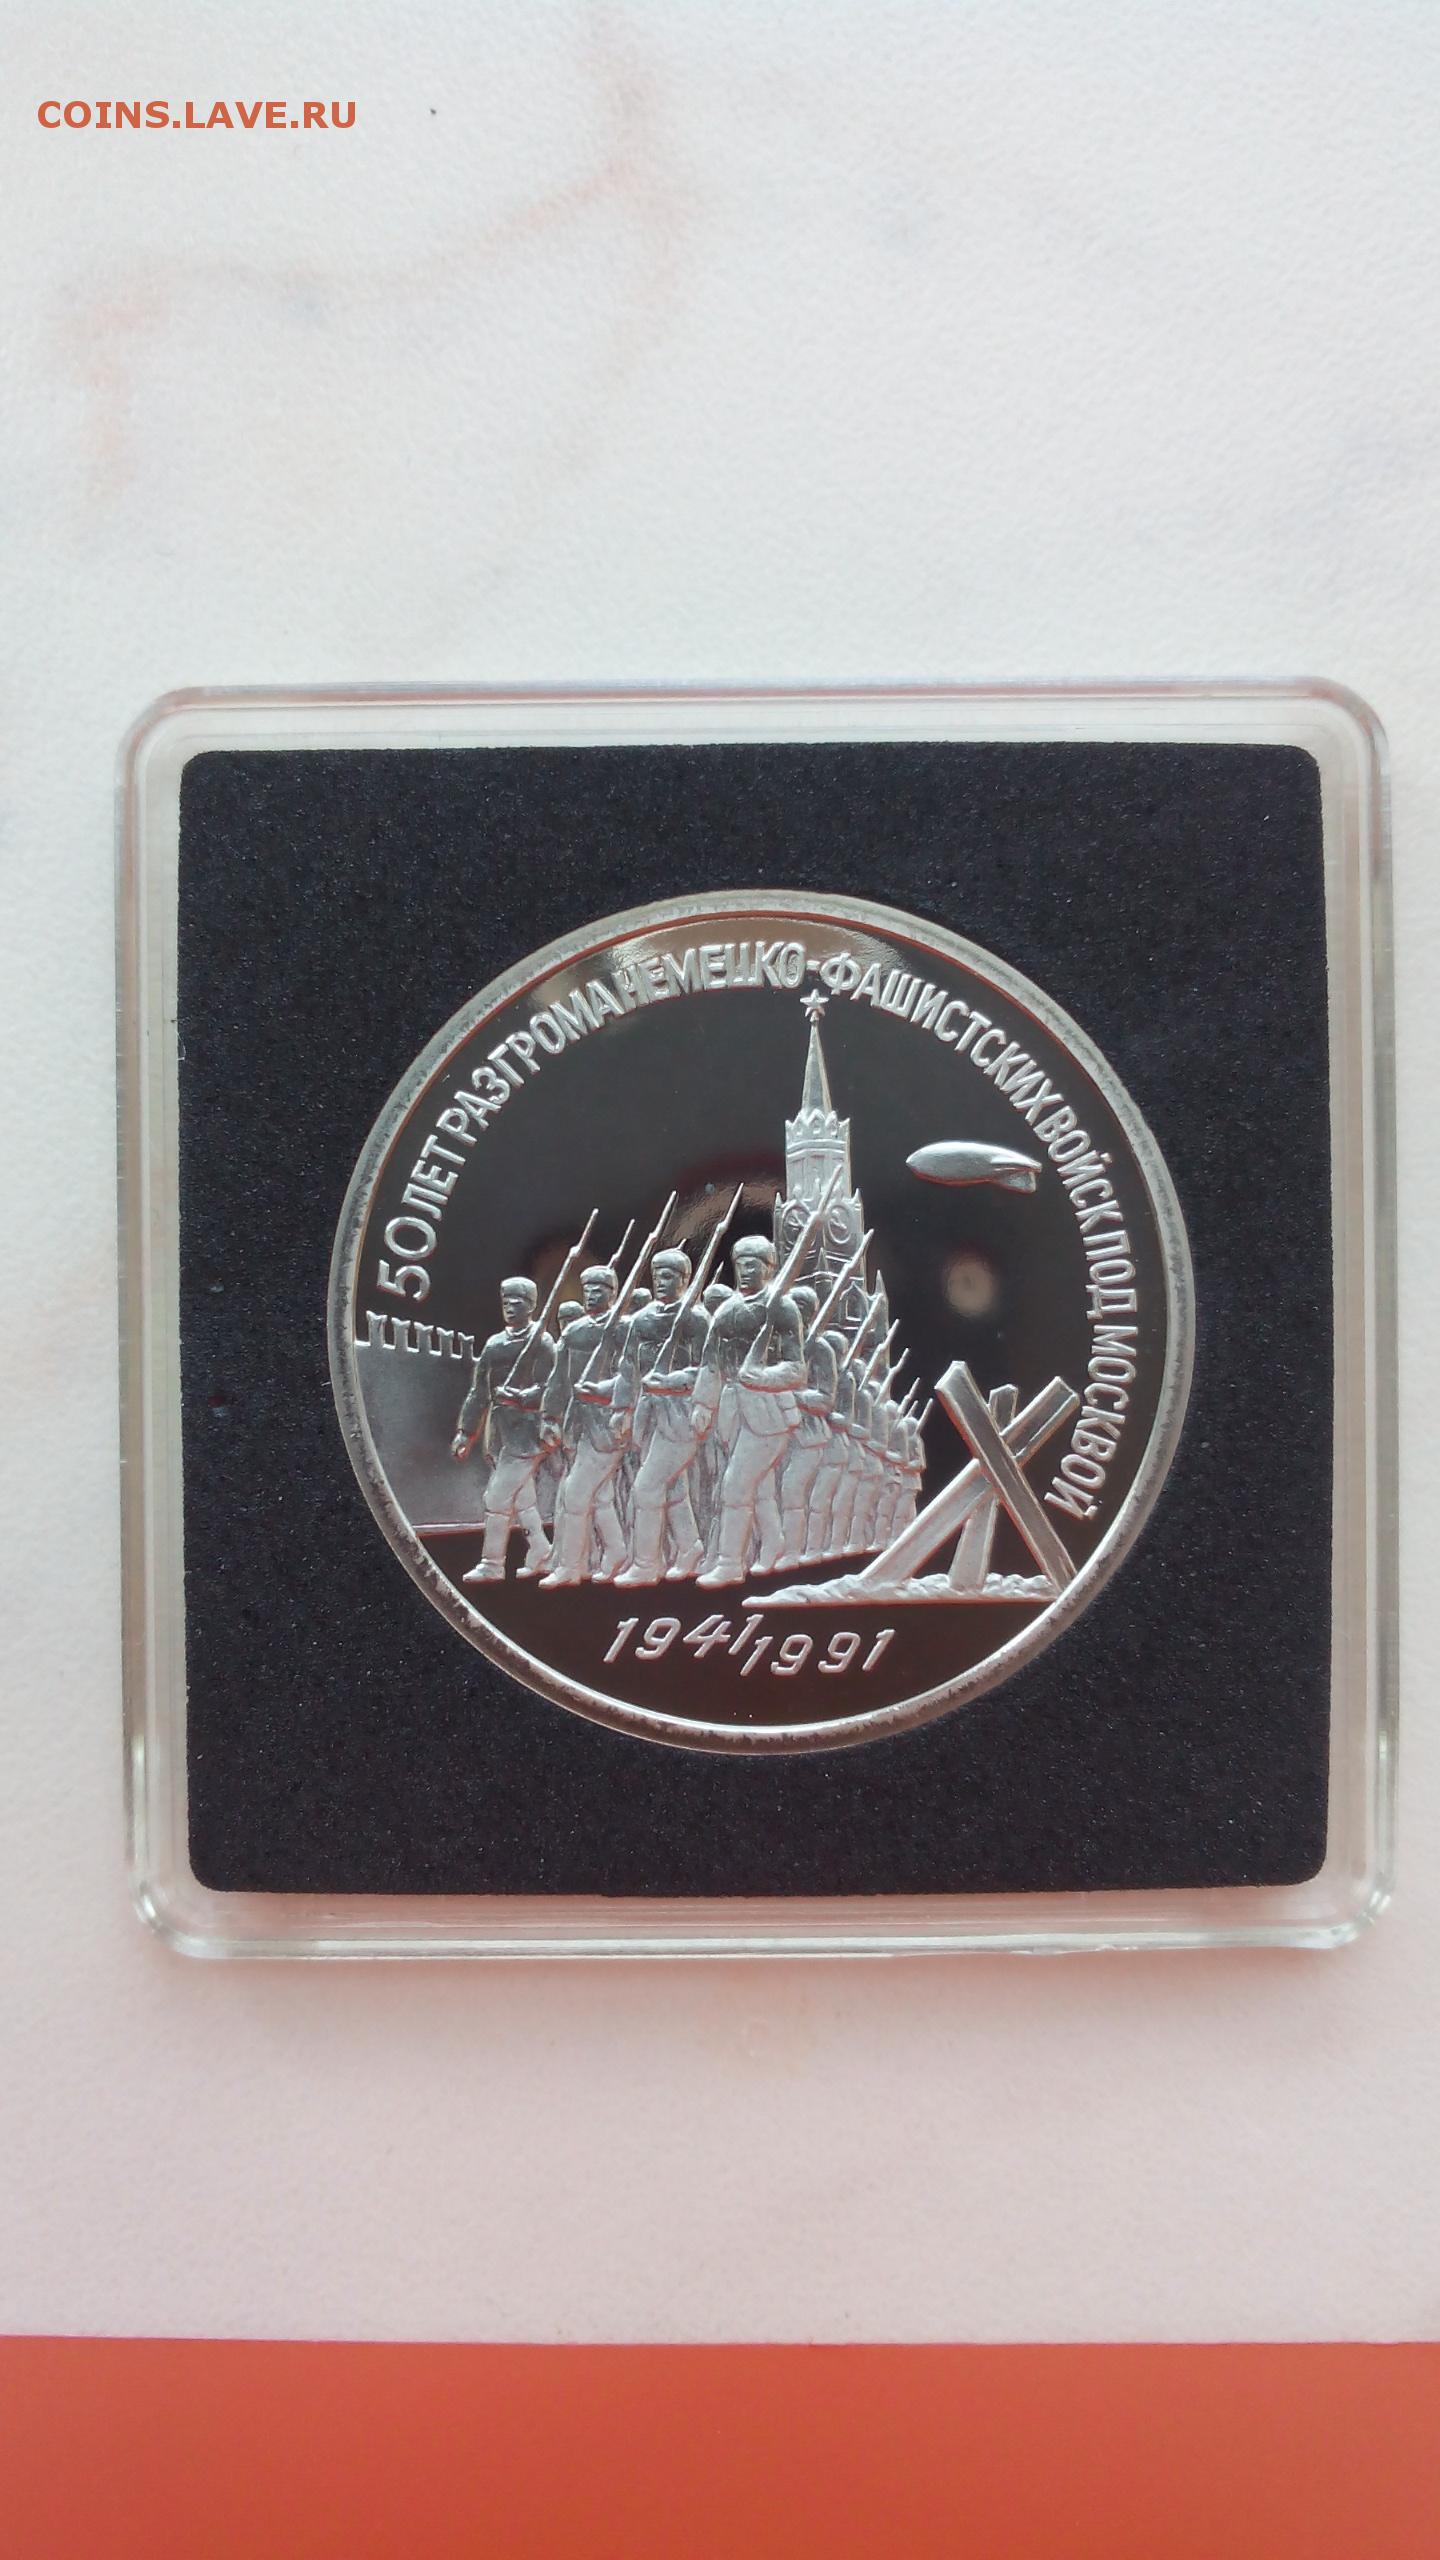 COINS.LAVE.RU
50 ЛЕТ РАЗГРОМА НЕМЕЦКО-ФАШИСТСКИХ ВОЙСК ПОД МОСКВОЙ
1941/1991